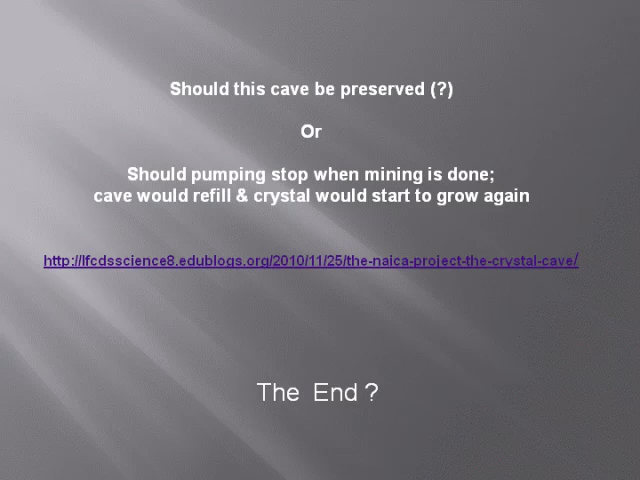 Should this cave be preserved (?)
Or
Should pumping stop when mining is done;
cave would refill & crystal would start to grow again
http://lfcdsscience8.edublogs.org/2010/11/25/the-naica-project-the-crystal-cave/
The End ?